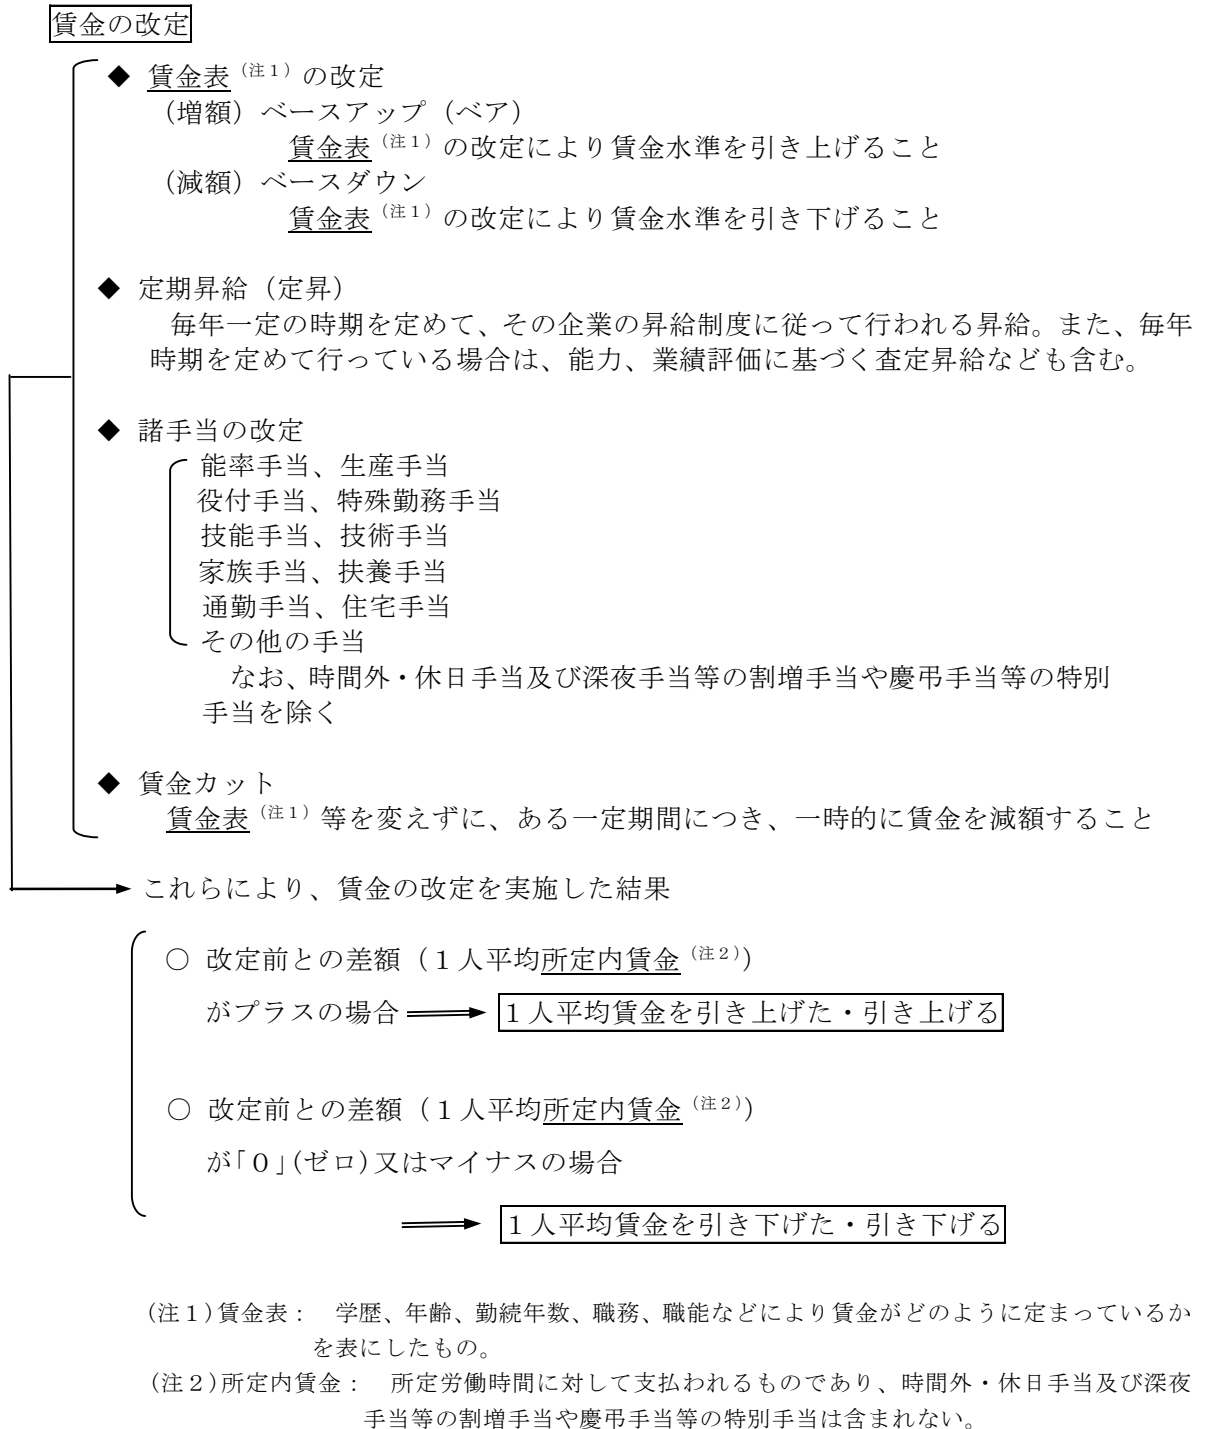 賃金の改定
◆ 賃金表(注1)の改定
(増額)ベースアップ(ベア)
賃金表(注1)の改定により賃金水準を引き上げること
(減額)ベースダウン
賃金表(注1)の改定により賃金水準を引き下げること
◆ 定期昇給(定昇)
毎年一定の時期を定めて、その企業の昇給制度に従って行われる昇給。また、毎年
時期を定めて行っている場合は、能力、業績評価に基づく査定昇給なども含む。
◆ 諸手当の改定
能率手当、生産手当
役付手当、特殊勤務手当
技能手当、技術手当
家族手当、扶養手当
通勤手当、住宅手当
その他の手当
なお、時間外・休日手当及び深夜手当等の割増手当や慶弔手当等の特別
手当を除く
◆ 賃金カット
賃金表(注1)等を変えずに、ある一定期間につき、一時的に賃金を減額すること
これらにより、賃金の改定を実施した結果
○ 改定前との差額(1人平均所定内賃金(注2))
がプラスの場合 1人平均賃金を引き上げた・引き上げる
○ 改定前との差額(1人平均所定内賃金(注2))
が「0」(ゼロ)又はマイナスの場合
1人平均賃金を引き下げた・引き下げる
(注1)賃金表: 学歴、年齢、勤続年数、職務、職能などにより賃金がどのように定まっているか
を表にしたもの。
(注2)所定内賃金: 所定労働時間に対して支払われるものであり、時間外・休日手当及び深夜
手当等の割増手当や慶弔手当等の特別手当は含まれない。